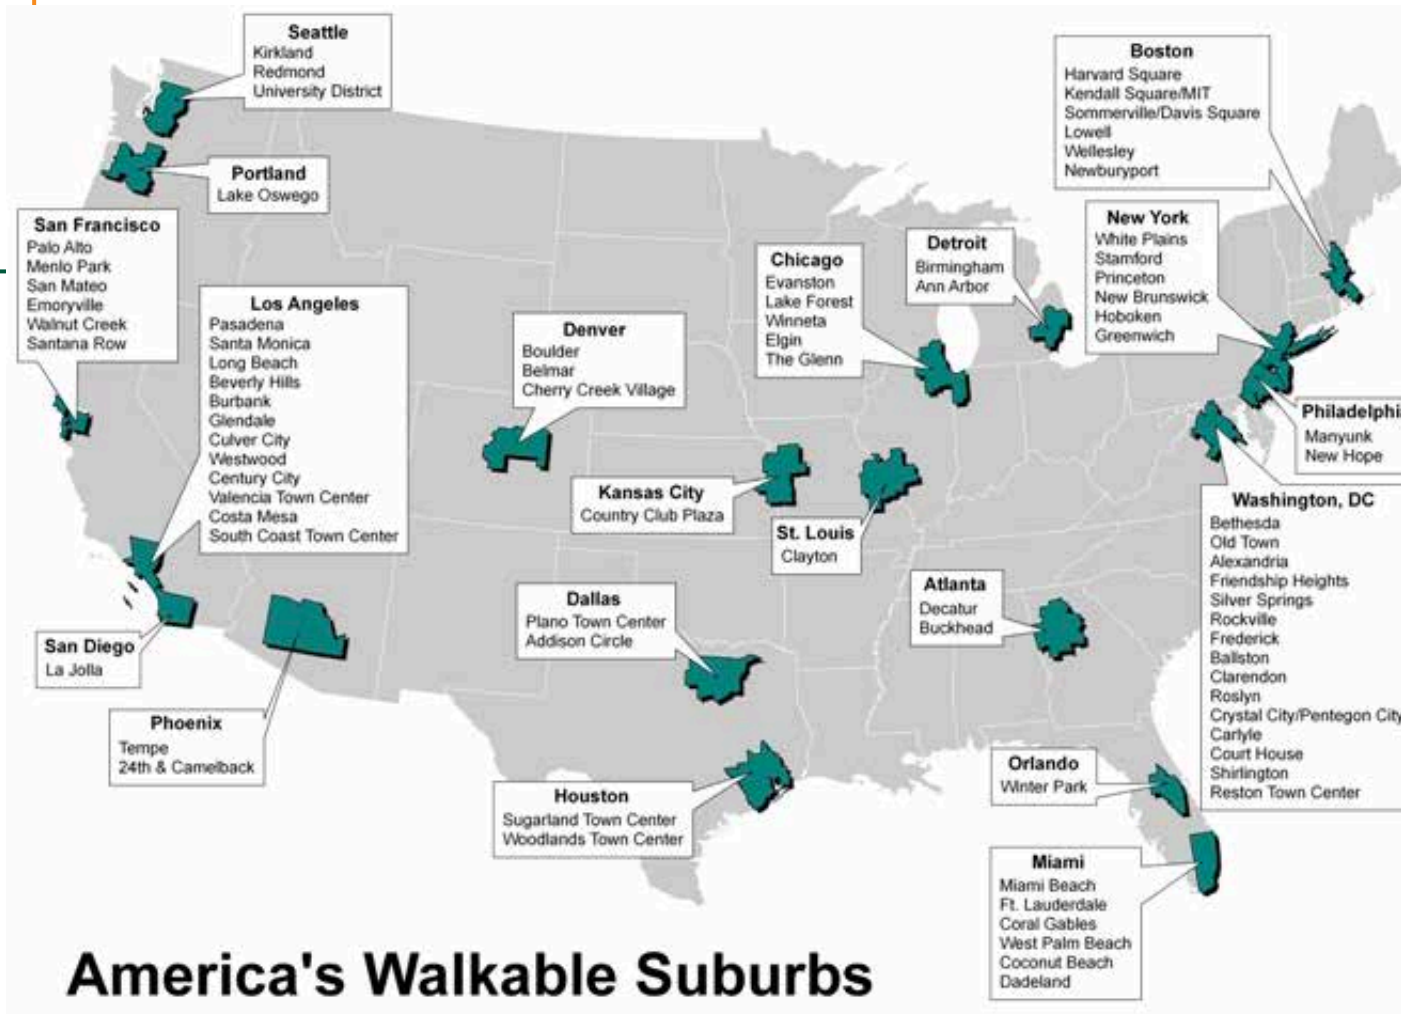 Seattle
Kirkland
Redmond
University District
Portland
Lake Oswego
San Francisco
Palo Alto
Menlo Park
San Mateo
Emoryville
Walnut Creek
Santana Row
Los Angeles
Pasadena
Santa Monica
Long Beach
Beverly Hills
Burbank
Glendale
Culver City
Westwood
Century City
Valencia Town Center
Costa Mesa
South Coast Town Center
San Diego
La Jolla
Phoenix
Tempe
24th & Camelback
Denver
Boulder
Belmar
Cherry Creek Village
Kansas City
Country Club Plaza
St. Louis
Clayton
Dallas
Plano Town Center
Addison Circle
Houston
Sugarland Town Center
Woodlands Town Center
Chicago
Evanston
Lake Forest
Winneta
Elgin
The Glenn
Detroit
Birmingham
Ann Arbor
Boston
Harvard Square
Kendall Square/MIT
Sommerville/Davis Square
Lowell
Wellesley
Newburyport
New York
White Plains
Stamford
Princeton
New Brunswick
Hoboken
Greenwich
Philadelphi
Manyunk
New Hope
Washington, DC
Bethesda
Old Town
Alexandria
Friendship Heights
Silver Springs
Rockville
Frederick
Ballston
Clarendon
Roslyn
Crystal City/Pentegon City
Carlyle
Court House
Shirlington
Reston Town Center
Atlanta
Decatur
Buckhead
Orlando
Winter Park
Miami
Miami Beach
Ft. Lauderdale
Coral Gables
West Palm Beach
Coconut Beach
Dadeland
America's Walkable Suburbs